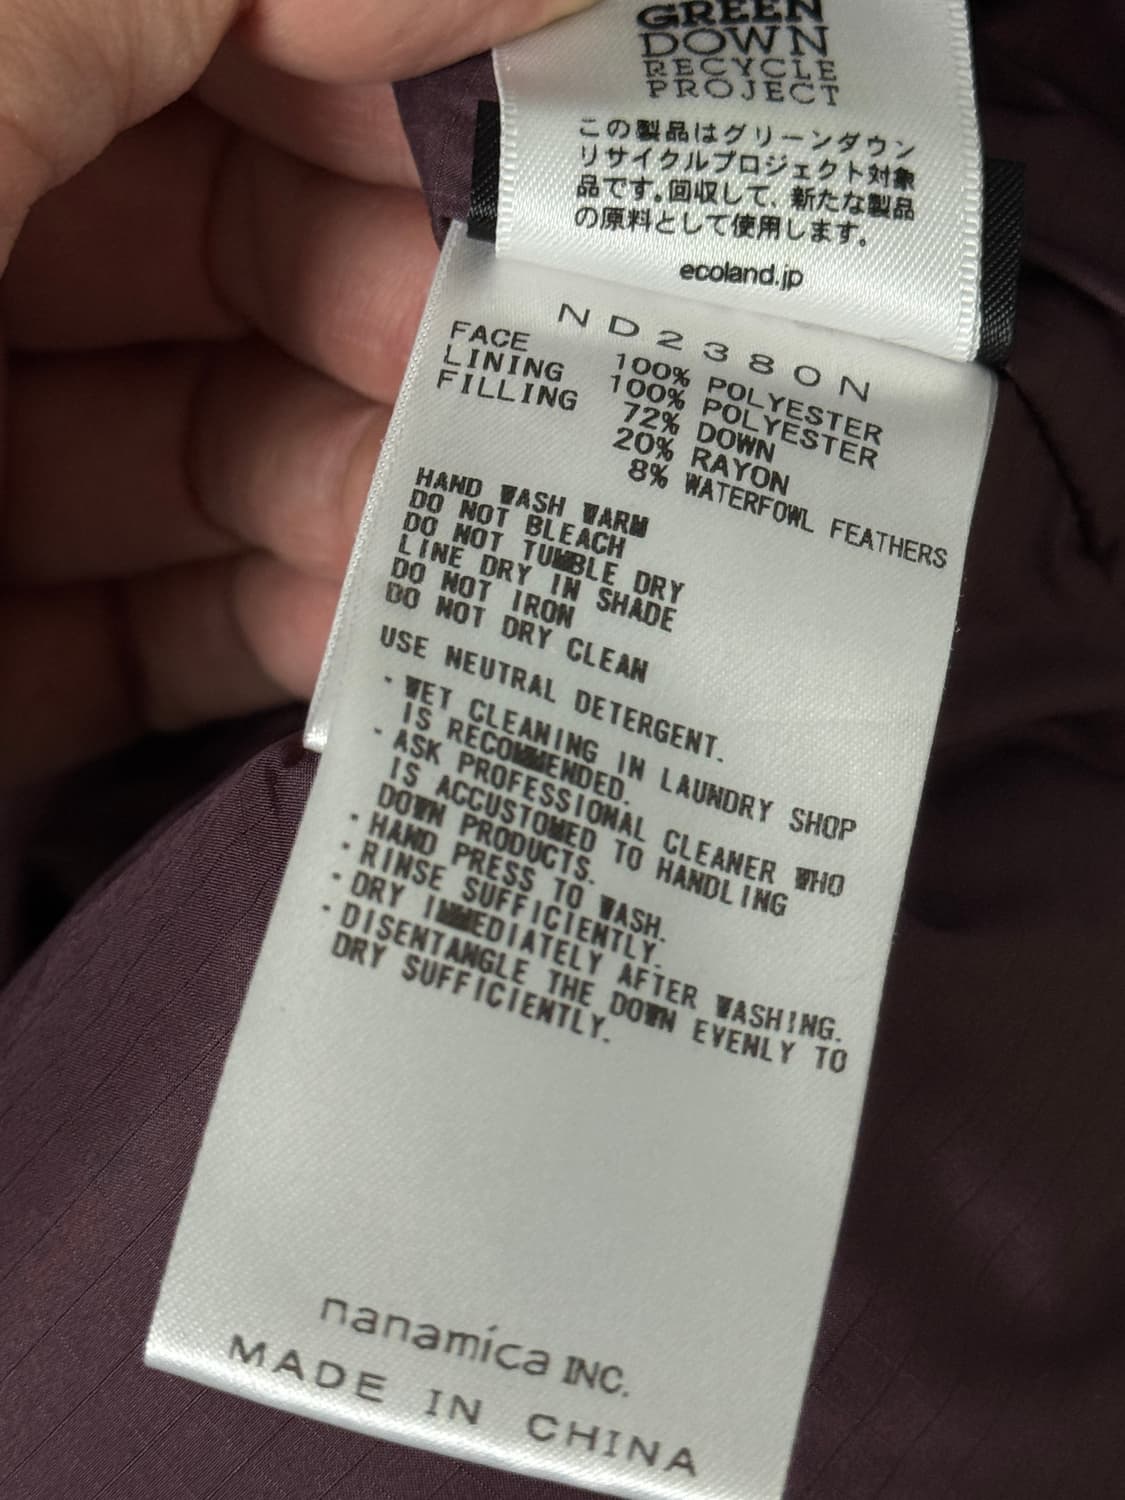 GREEN
DOWN
RECYCLE
PROJECT
この製品はグリーンダウン
リサイクルプロジェクト対象
品です。回収して、新たな製品
の原料として使用します。
ecoland.jp
ND2380N
FACE 100% POLYESTER
LINING 100% POLYESTER
FILLING 72% DOWN
20% RAYON
8% WATERFOWL FEATHERS
HAND WASH WARM
DO NOT BLEACH
DO NOT TUMBLE DRY
LINE DRY IN SHADE
DO NOT IRON
DO NOT DRY CLEAN
USE NEUTRAL DETERGENT.
・WET CLEANING IN LAUNDRY SHOP
IS RECOMMENDED.
・ASK PROFESSIONAL CLEANER WHO
IS ACCUSTOMED TO HANDLING
DOWN PRODUCTS.
・HAND PRESS TO WASH.
・RINSE SUFFICIENTLY.
・DRY IMMEDIATELY AFTER WASHING.
・DISENTANGLE THE DOWN EVENLY TO
DRY SUFFICIENTLY.
nanamíca INC.
MADE IN CHINA